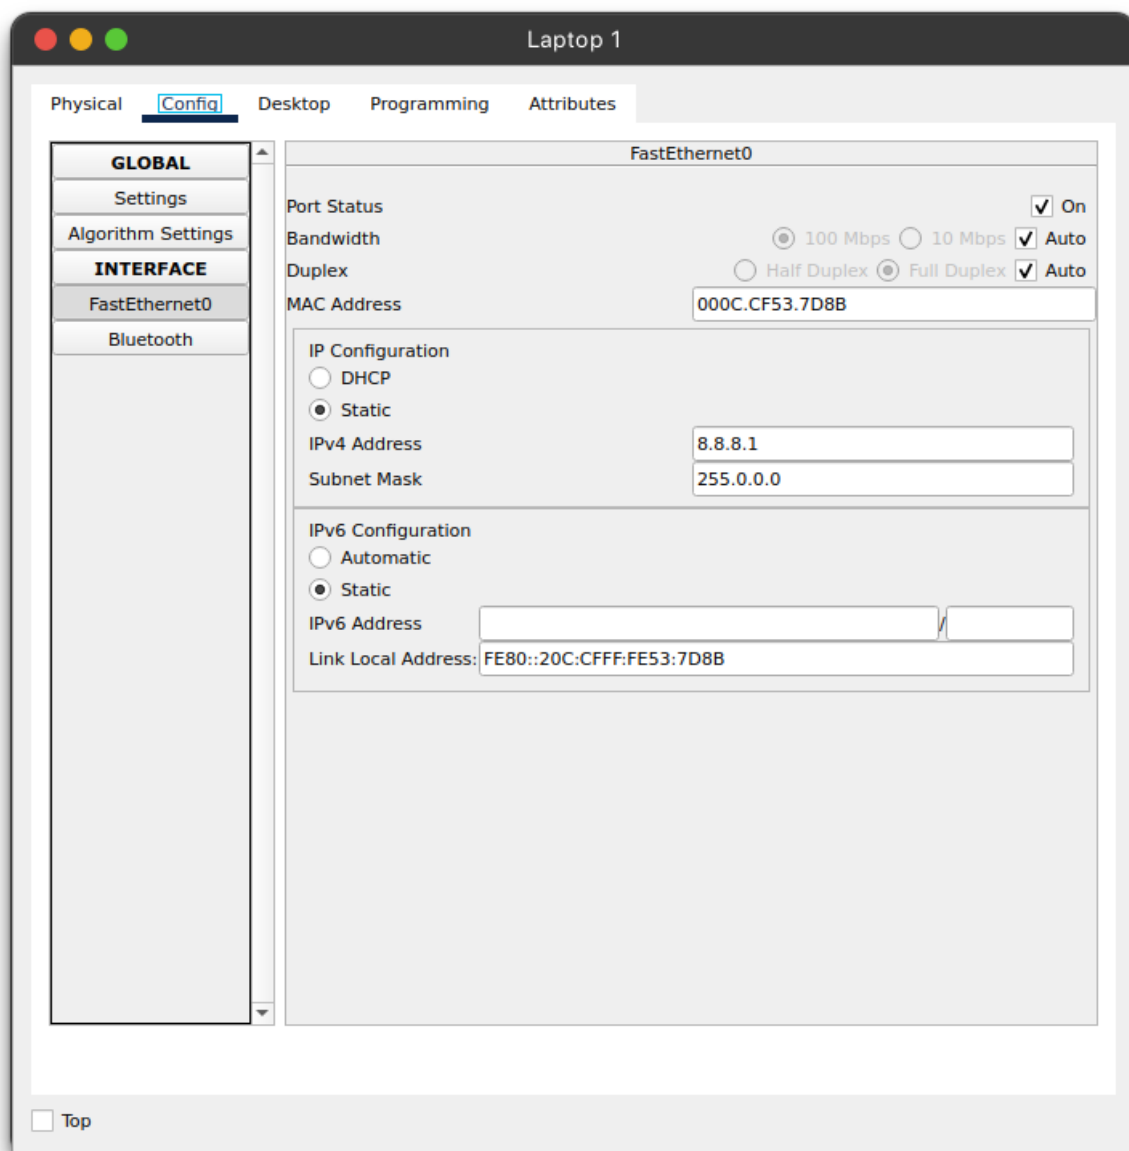 Laptop 1
Physical Config Desktop Programming Attributes
GLOBAL
Settings
Algorithm Settings
INTERFACE
FastEthernet0
Bluetooth
FastEthernet0
Port Status On
Bandwidth 100 Mbps 10 Mbps Auto
Duplex Half Duplex Full Duplex Auto
MAC Address 000C.CF53.7D8B
IP Configuration
DHCP
Static
IPv4 Address 8.8.8.1
Subnet Mask 255.0.0.0
IPv6 Configuration
Automatic
Static
IPv6 Address /
Link Local Address: FE80::20C:CFFF:FE53:7D8B
Top